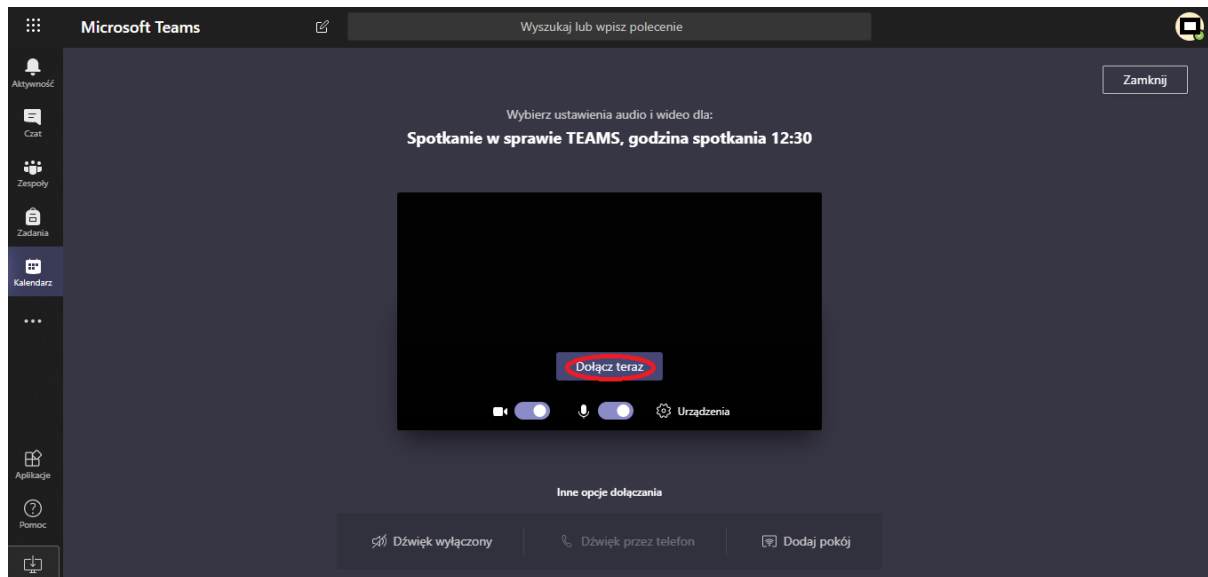 Microsoft Teams
Wyszukaj lub wpisz polecenie
Aktywność
Czat
Zespoły
Zadania
Kalendarz
Aplikacje
Pomoc
Zamknij
Wybierz ustawienia audio i wideo dla:
Spotkanie w sprawie TEAMS, godzina spotkania 12:30
Dołącz teraz
Urządzenia
Inne opcje dołączania
Dźwięk wyłączony
Dźwięk przez telefon
Dodaj pokój